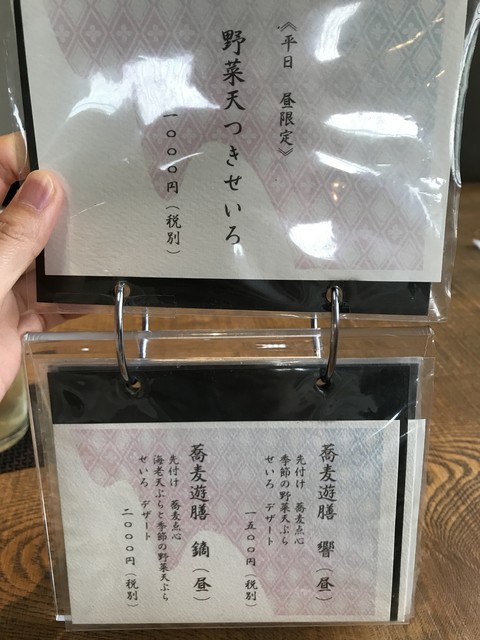 《平日 昼限定》
野菜天つきせいろ
一〇〇〇円(税別)
蕎麦遊膳 響(昼)
先付け 蕎麦点心
季節の野菜天ぷら
せいろ デザート
一五〇〇円(税別)
蕎麦遊膳 鏑(昼)
先付け 蕎麦点心
海老天ぷらと季節の野菜天ぷら
せいろ デザート
二〇〇〇円(税別)